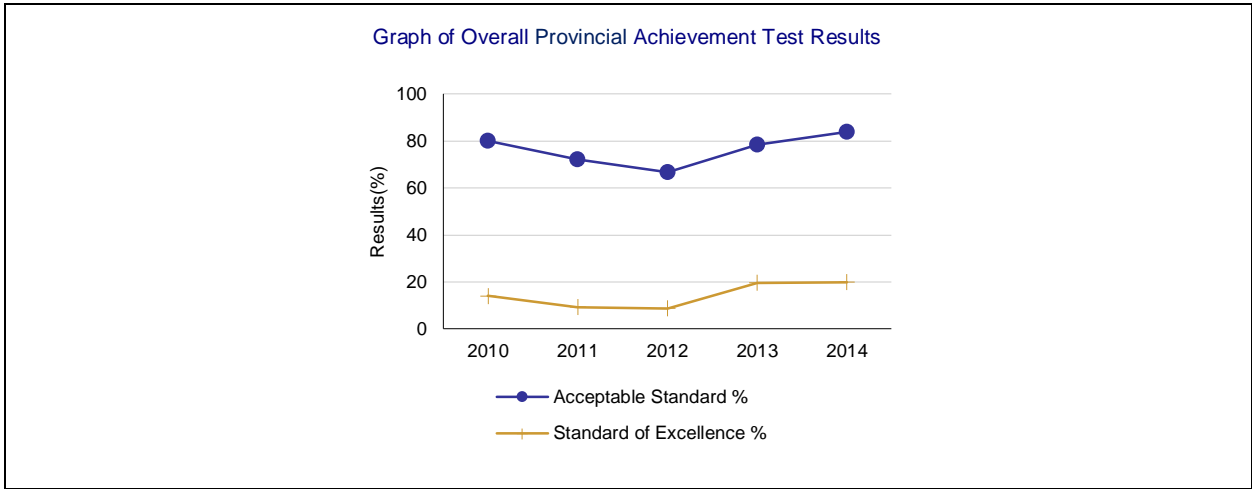 Graph of Overall Provincial Achievement Test Results
100
80
60
40
20
0
Results(%)
2010 2011 2012 2013 2014
Acceptable Standard %
Standard of Excellence %